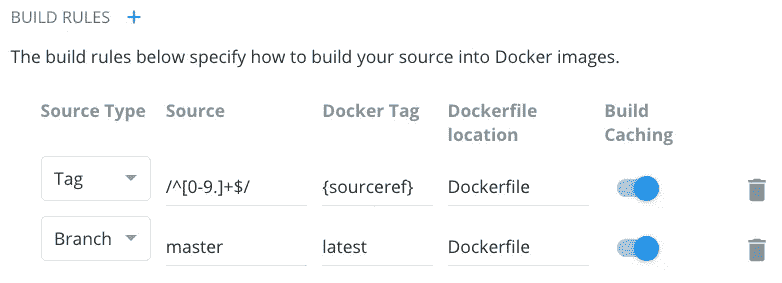 BUILD RULES +
The build rules below specify how to build your source into Docker images.
Source Type Source Docker Tag Dockerfile location Build Caching
Tag /^[0-9.]+$/ {sourceref} Dockerfile
Branch master latest Dockerfile